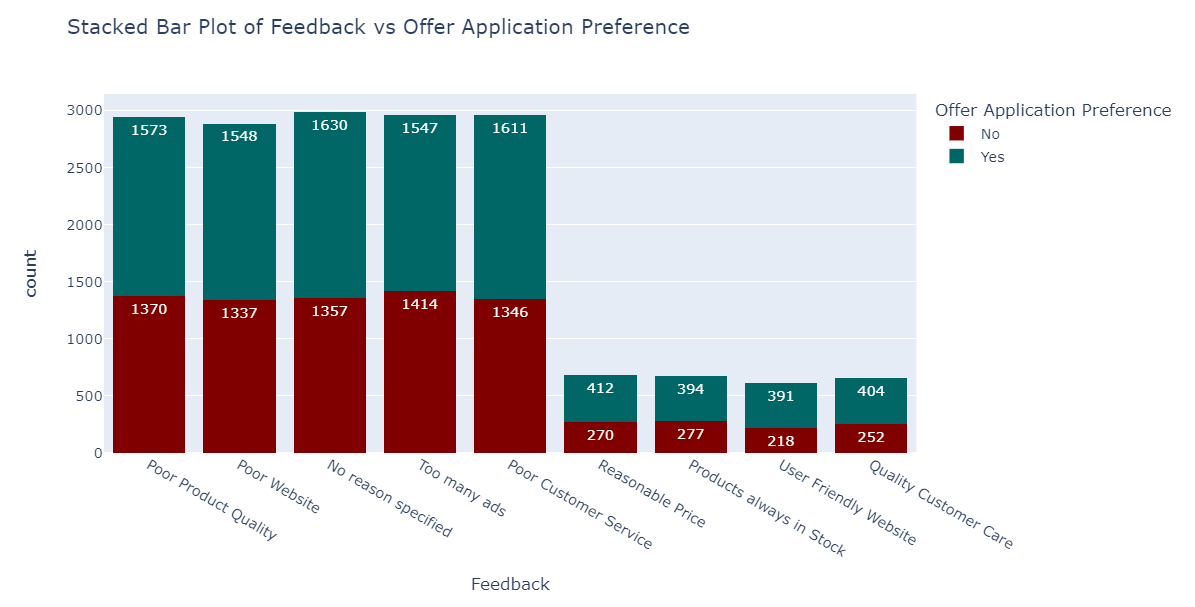 Stacked Bar Plot of Feedback vs Offer Application Preference
Offer Application Preference
No
Yes
count
3000
2500
2000
1500
1000
500
0
1573
1548
1630
1547
1611
412
394
391
404
1370
1337
1357
1414
1346
270
277
218
252
Poor Product Quality
Poor Website
No reason specified
Too many ads
Poor Customer Service
Reasonable Price
Products always in Stock
User Friendly Website
Quality Customer Care
Feedback